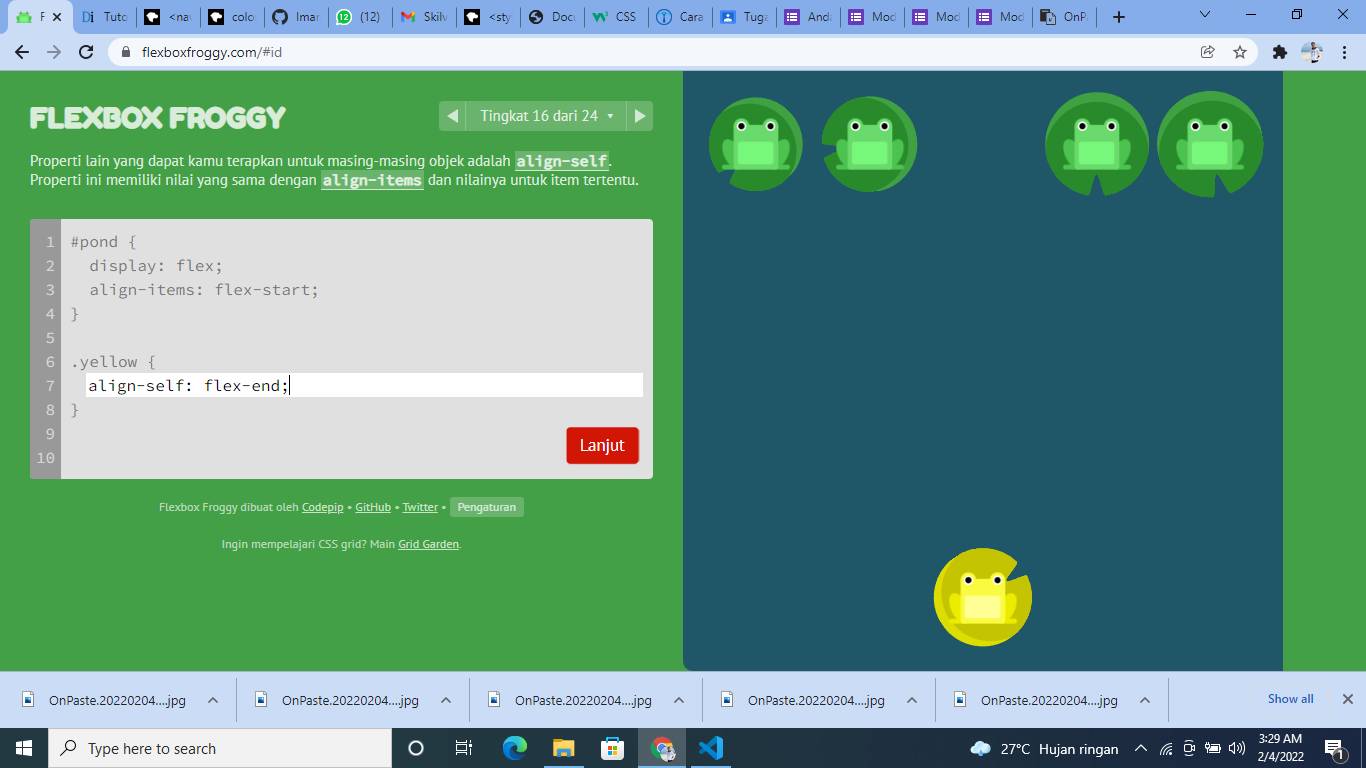 F
Tuto
<nav
colo
Imar
12
(12)
Skilv
<sty
Docu
CSS
Cara
Tuga
Anda
Mod
Mod
Mod
OnPa
flexboxfroggy.com/#id
FLEXBOX FROGGY
Tingkat 16 dari 24
Properti lain yang dapat kamu terapkan untuk masing-masing objek adalah align-self.
Properti ini memiliki nilai yang sama dengan align-items dan nilainya untuk item tertentu.
1 #pond {
2 display: flex;
3 align-items: flex-start;
4 }
5
6 .yellow {
7 align-self: flex-end;
8 }
9
10
Lanjut
Flexbox Froggy dibuat oleh Codepip • GitHub • Twitter • Pengaturan
Ingin mempelajari CSS grid? Main Grid Garden.
OnPaste.20220204....jpg
OnPaste.20220204....jpg
OnPaste.20220204....jpg
OnPaste.20220204....jpg
OnPaste.20220204....jpg
Show all
Type here to search
27°C Hujan ringan
3:29 AM
2/4/2022
1